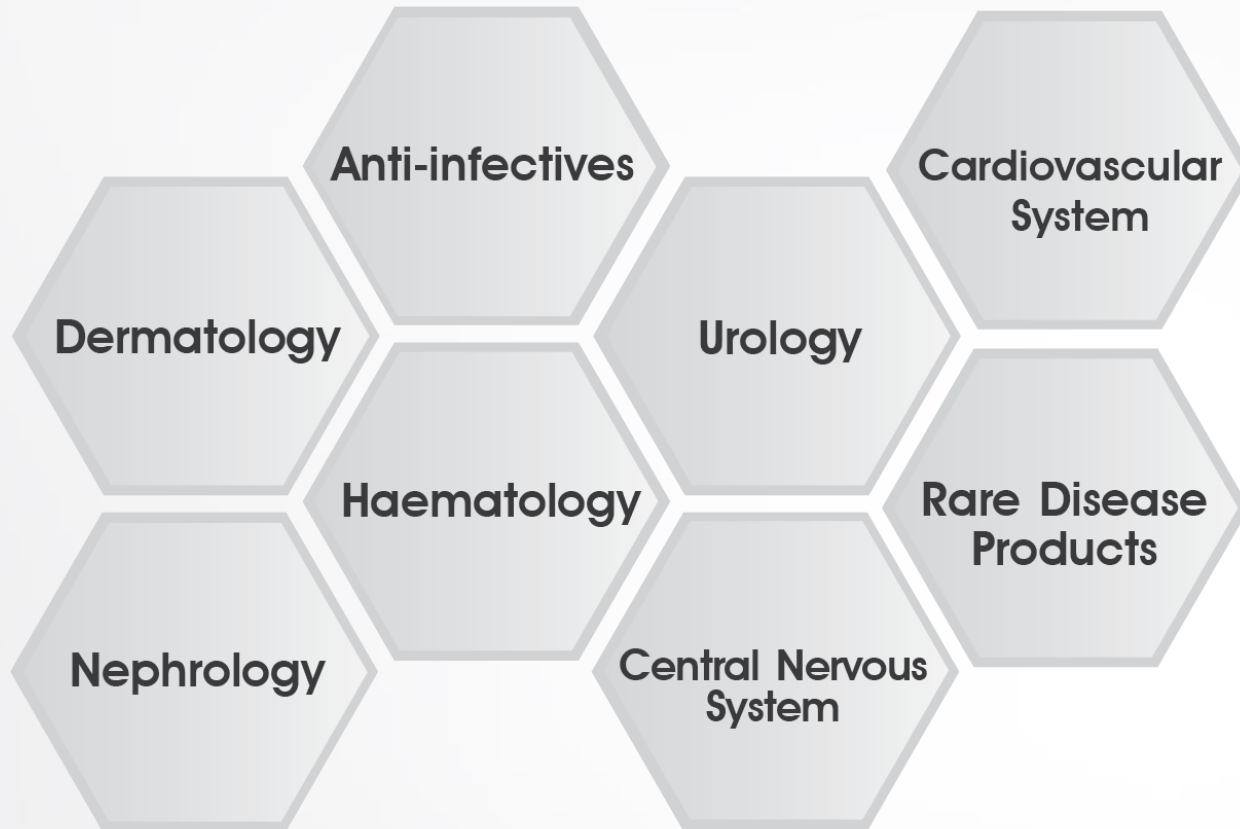 Anti-infectives
Cardiovascular
System
Dermatology
Urology
Haematology
Rare Disease
Products
Nephrology
Central Nervous
System